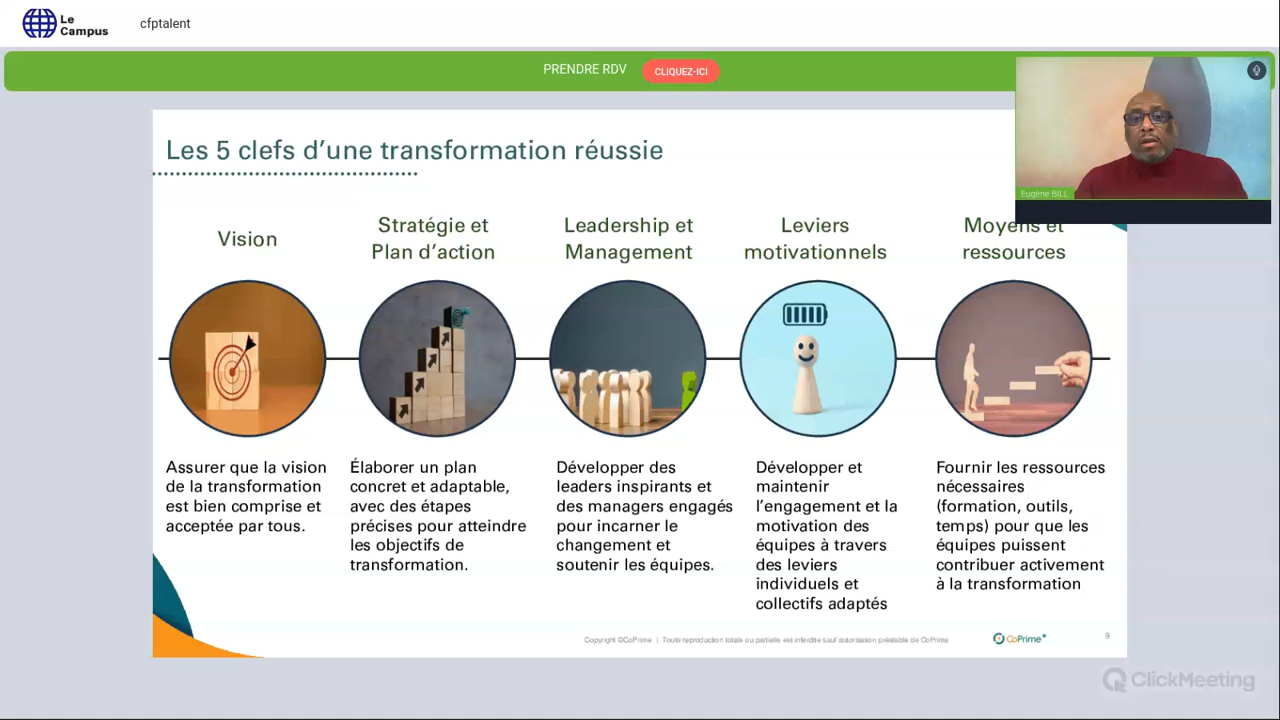 Le
Campus
cfptalent
PRENDRE RDV
CLIQUEZ-ICI
Eugène BILL
Les 5 clefs d’une transformation réussie
Vision
Stratégie et
Plan d’action
Leadership et
Management
Leviers
motivationnels
Moyens et
ressources
Assurer que la vision
de la transformation
est bien comprise et
acceptée par tous.
Élaborer un plan
concret et adaptable,
avec des étapes
précises pour atteindre
les objectifs de
transformation.
Développer des
leaders inspirants et
des managers engagés
pour incarner le
changement et
soutenir les équipes.
Développer et
maintenir
l’engagement et la
motivation des
équipes à travers
des leviers
individuels et
collectifs adaptés
Fournir les ressources
nécessaires
(formation, outils,
temps) pour que les
équipes puissent
contribuer activement
à la transformation
Copyright ©CoPrime | Toute reproduction totale ou partielle est interdite sauf autorisation préalable de CoPrime
CoPrime
9
ClickMeeting